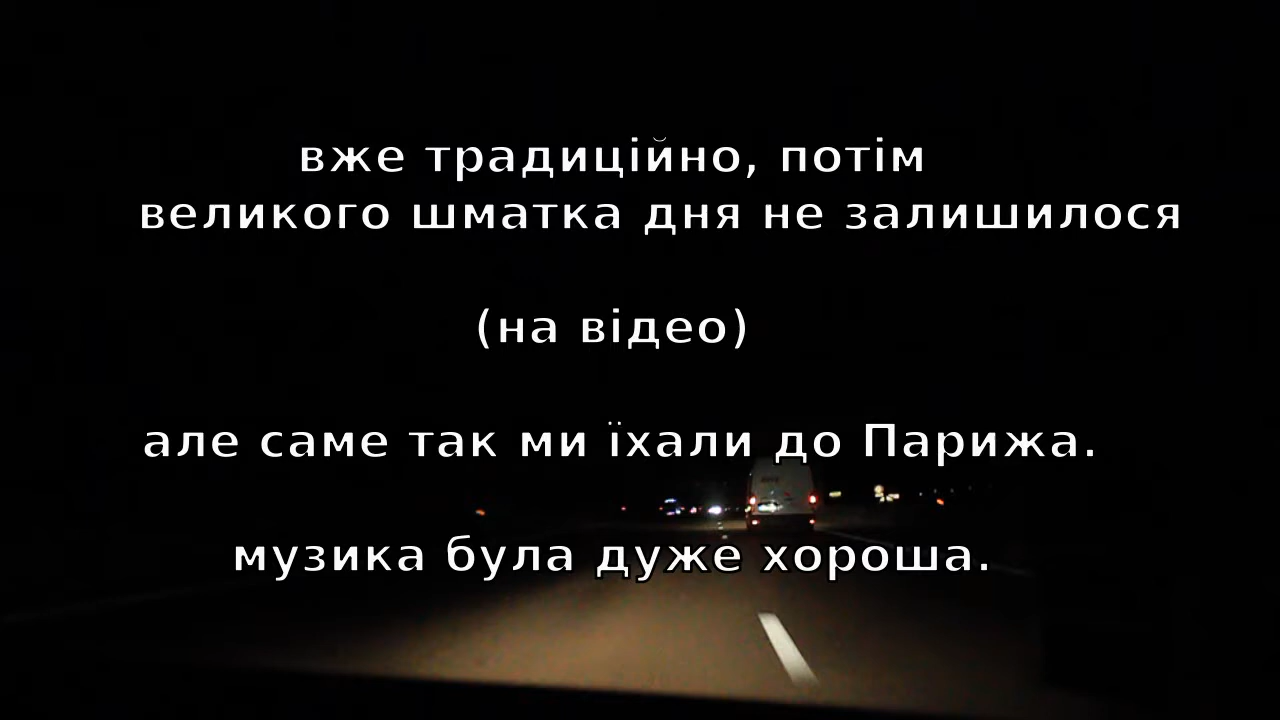 вже традиційно, потім
великого шматка дня не залишилося
(на відео)
але саме так ми їхали до Парижа.
музика була дуже хороша.